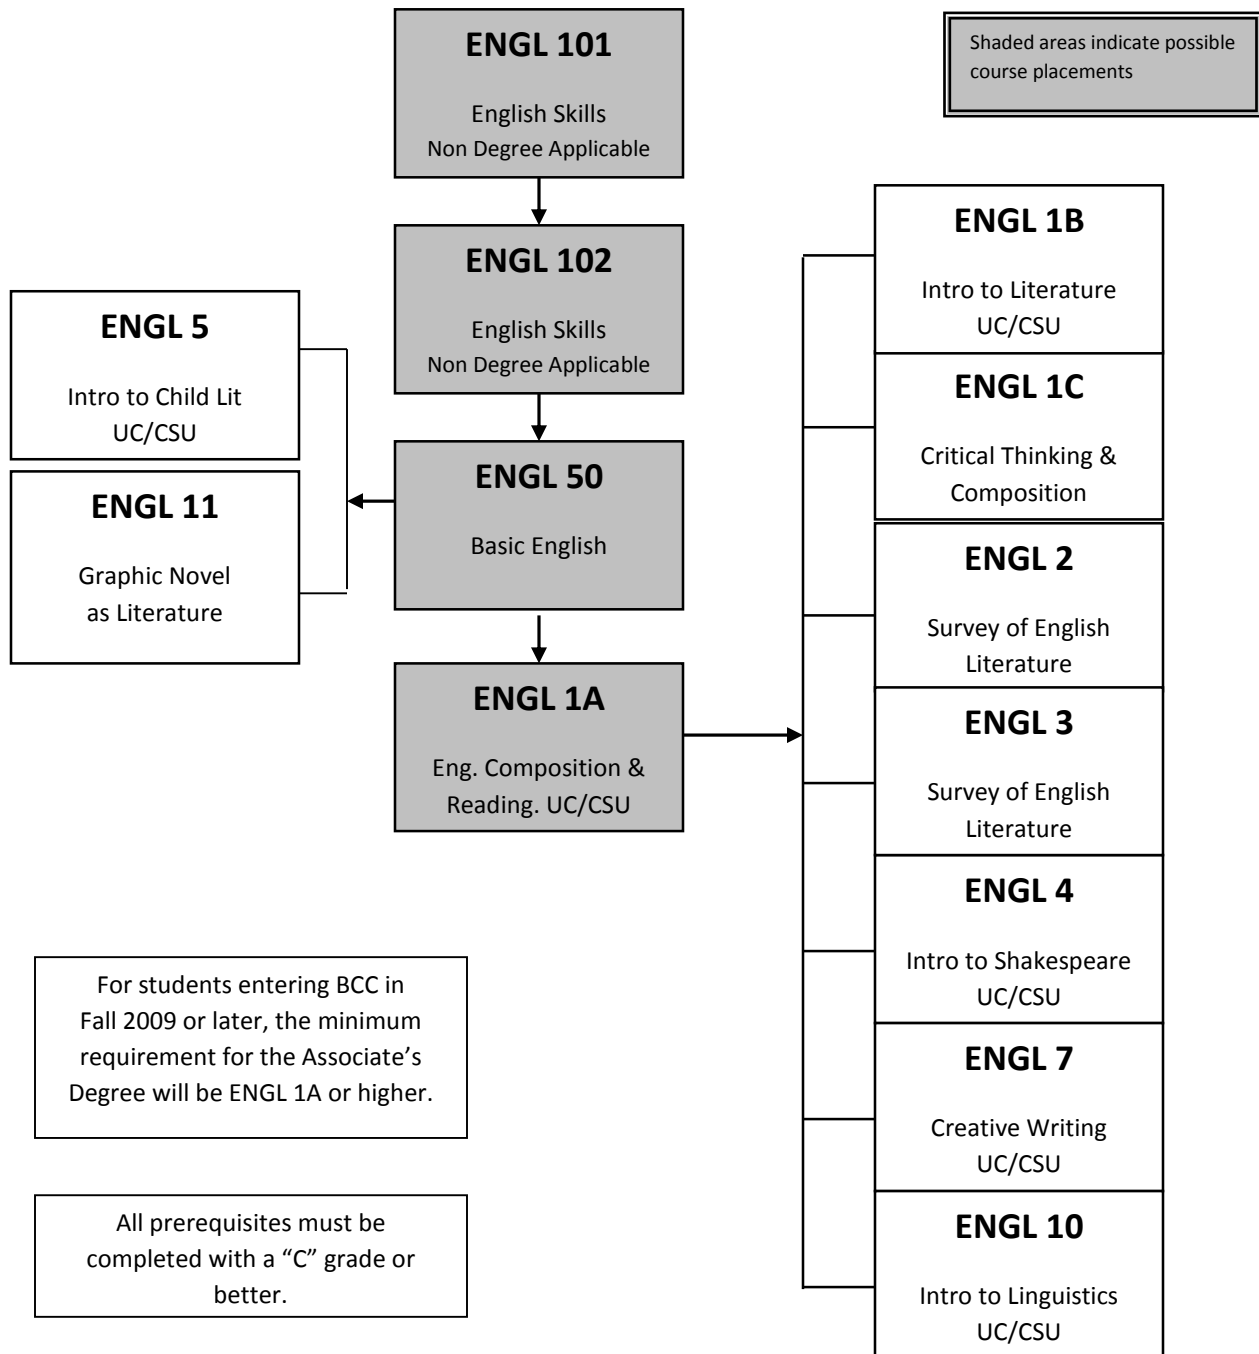 ENGL 101
English Skills
Non Degree Applicable
Shaded areas indicate possible
course placements
ENGL 102
English Skills
Non Degree Applicable
ENGL 5
Intro to Child Lit
UC/CSU
ENGL 11
Graphic Novel
as Literature
ENGL 50
Basic English
ENGL 1A
Eng. Composition &
Reading. UC/CSU
ENGL 1B
Intro to Literature
UC/CSU
ENGL 1C
Critical Thinking &
Composition
ENGL 2
Survey of English
Literature
ENGL 3
Survey of English
Literature
ENGL 4
Intro to Shakespeare
UC/CSU
ENGL 7
Creative Writing
UC/CSU
ENGL 10
Intro to Linguistics
UC/CSU
For students entering BCC in
Fall 2009 or later, the minimum
requirement for the Associate’s
Degree will be ENGL 1A or higher.
All prerequisites must be
completed with a “C” grade or
better.